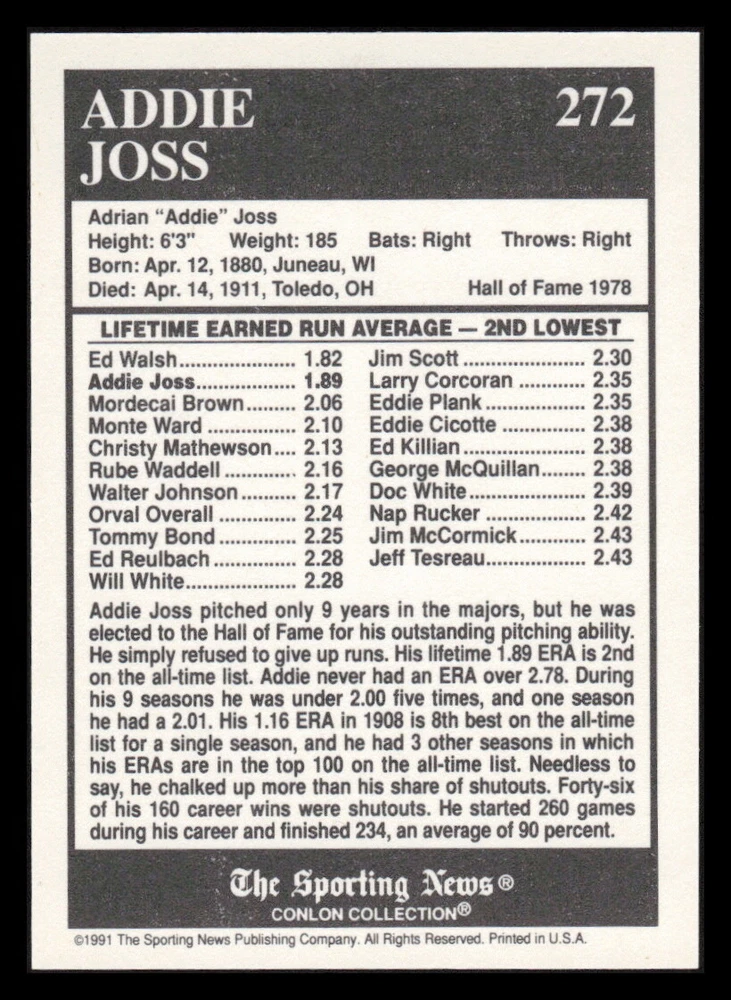 ADDIE
JOSS
272
Adrian “Addie” Joss
Height: 6'3" Weight: 185 Bats: Right Throws: Right
Born: Apr. 12, 1880, Juneau, WI
Died: Apr. 14, 1911, Toledo, OH Hall of Fame 1978
LIFETIME EARNED RUN AVERAGE — 2ND LOWEST
Ed Walsh..................... 1.82
Addie Joss.................. 1.89
Mordecai Brown......... 2.06
Monte Ward ............... 2.10
Christy Mathewson.... 2.13
Rube Waddell ............. 2.16
Walter Johnson.......... 2.17
Orval Overall .............. 2.24
Tommy Bond.............. 2.25
Ed Reulbach ............... 2.28
Will White.................... 2.28
Jim Scott ...................... 2.30
Larry Corcoran ............ 2.35
Eddie Plank.................. 2.35
Eddie Cicotte ............... 2.38
Ed Killian...................... 2.38
George McQuillan........ 2.38
Doc White..................... 2.39
Nap Rucker .................. 2.42
Jim McCormick............ 2.43
Jeff Tesreau.................. 2.43
Addie Joss pitched only 9 years in the majors, but he was
elected to the Hall of Fame for his outstanding pitching ability.
He simply refused to give up runs. His lifetime 1.89 ERA is 2nd
on the all-time list. Addie never had an ERA over 2.78. During
his 9 seasons he was under 2.00 five times, and one season
he had a 2.01. His 1.16 ERA in 1908 is 8th best on the all-time
list for a single season, and he had 3 other seasons in which
his ERAs are in the top 100 on the all-time list. Needless to
say, he chalked up more than his share of shutouts. Forty-six
of his 160 career wins were shutouts. He started 260 games
during his career and finished 234, an average of 90 percent.
The Sporting News®
CONLON COLLECTION®
©1991 The Sporting News Publishing Company. All Rights Reserved. Printed in U.S.A.